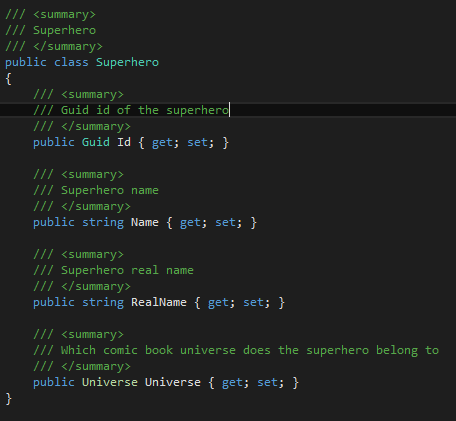 /// <summary>
/// Superhero
/// </summary>
public class Superhero
{
/// <summary>
/// Guid id of the superhero
/// </summary>
public Guid Id { get; set; }
/// <summary>
/// Superhero name
/// </summary>
public string Name { get; set; }
/// <summary>
/// Superhero real name
/// </summary>
public string RealName { get; set; }
/// <summary>
/// Which comic book universe does the superhero belong to
/// </summary>
public Universe Universe { get; set; }
}